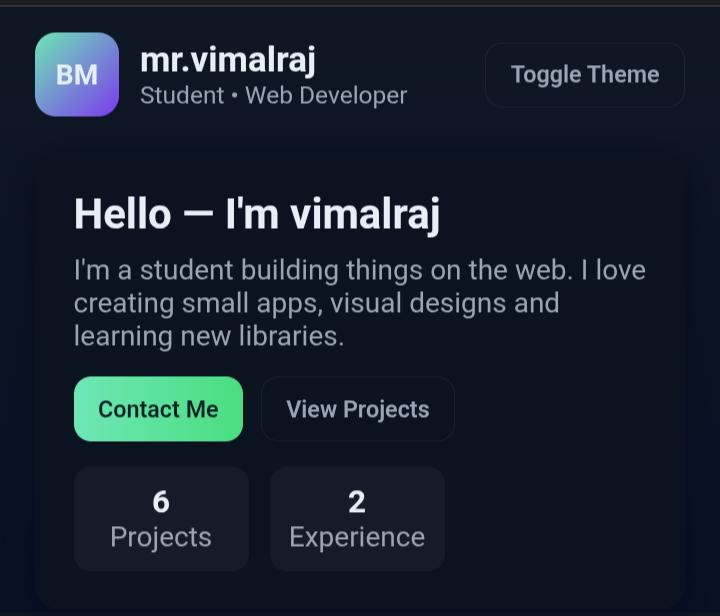 BM
mr.vimalraj
Student • Web Developer
Toggle Theme
Hello — I'm vimalraj
I'm a student building things on the web. I love
creating small apps, visual designs and
learning new libraries.
Contact Me
View Projects
6
Projects
2
Experience